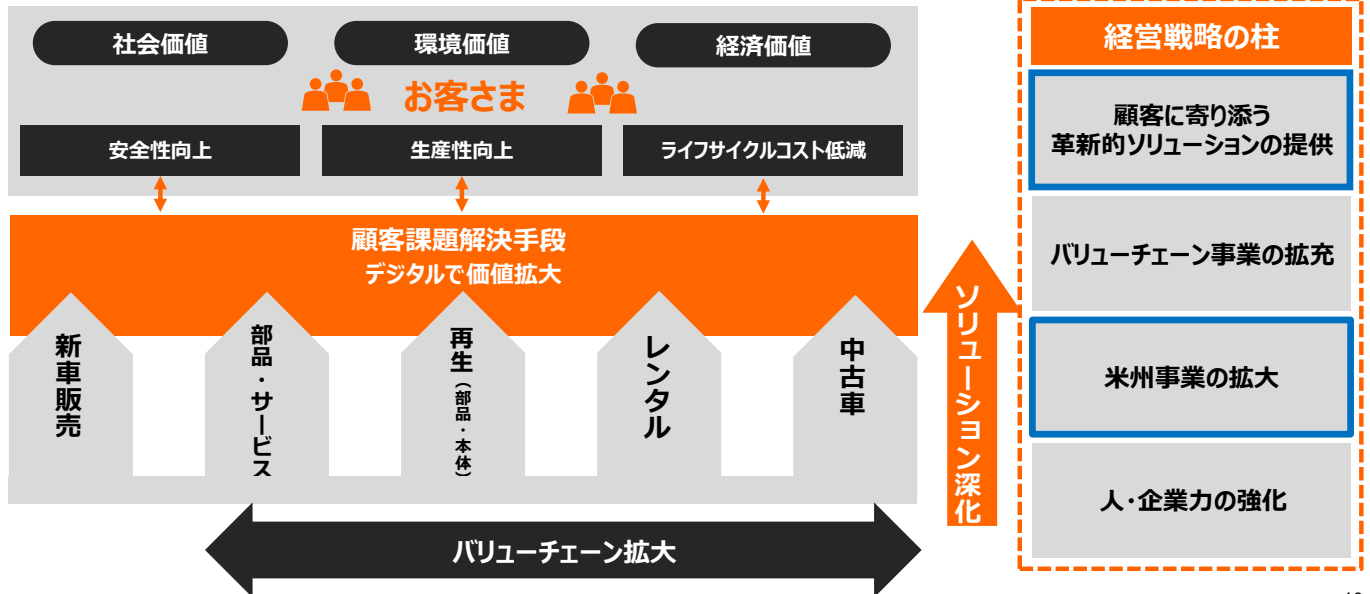 社会価値
環境価値
経済価値
お客さま
安全性向上
生産性向上
ライフサイクルコスト低減
顧客課題解決手段
デジタルで価値拡大
新車販売
部品・サービス
再生(部品・本体)
レンタル
中古車
バリューチェーン拡大
ソリューション深化
経営戦略の柱
顧客に寄り添う
革新的ソリューションの提供
バリューチェーン事業の拡充
米州事業の拡大
人・企業力の強化